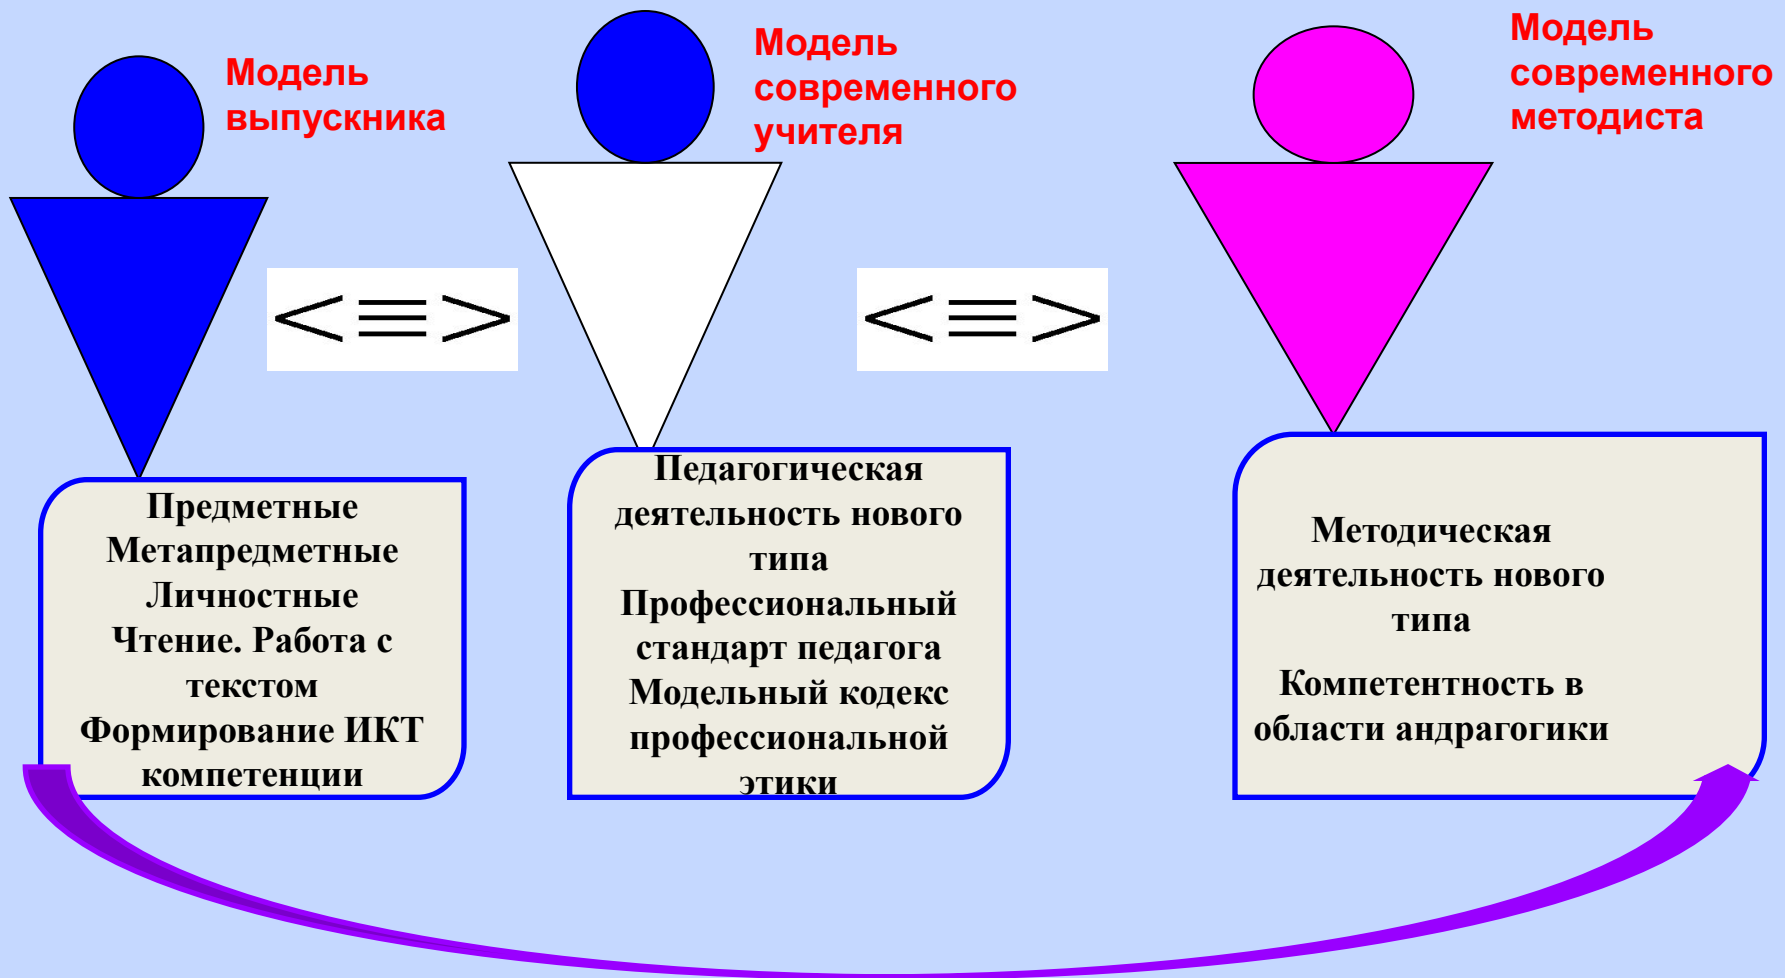 Модель
выпускника
Модель
современного
учителя
Модель
современного
методиста
<≡>
<≡>
Предметные
Метапредметные
Личностные
Чтение. Работа с
текстом
Формирование ИКТ
компетенции
Педагогическая
деятельность нового
типа
Профессиональный
стандарт педагога
Модельный кодекс
профессиональной
этики
Методическая
деятельность нового
типа
Компетентность в
области андрагогики